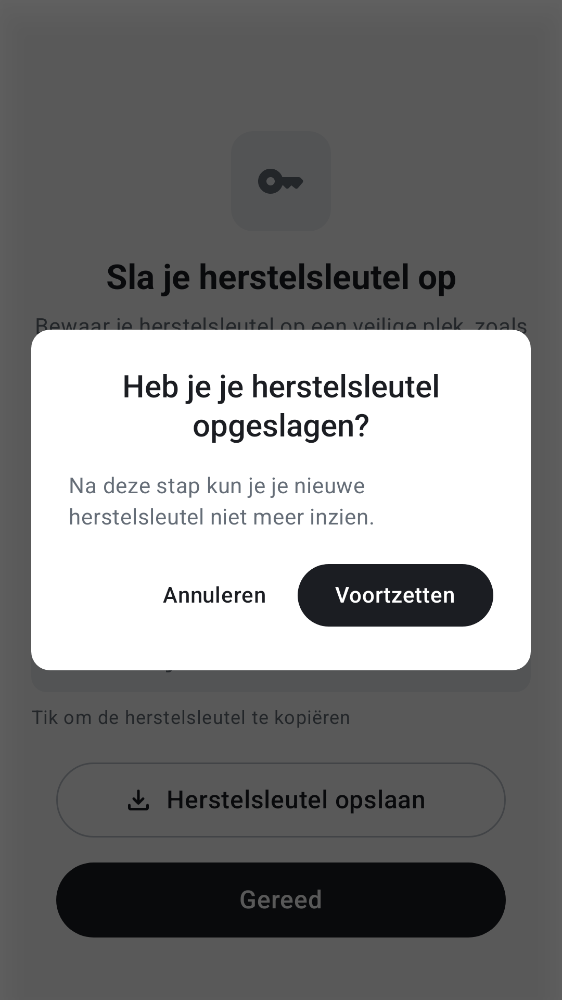 Sla je herstelsleutel op
Bewaar je herstelsleutel op een veilige plek, zoals
Heb je je herstelsleutel
opgeslagen?
Na deze stap kun je je nieuwe
herstelsleutel niet meer inzien.
Annuleren
Voortzetten
Tik om de herstelsleutel te kopiëren
Herstelsleutel opslaan
Gereed